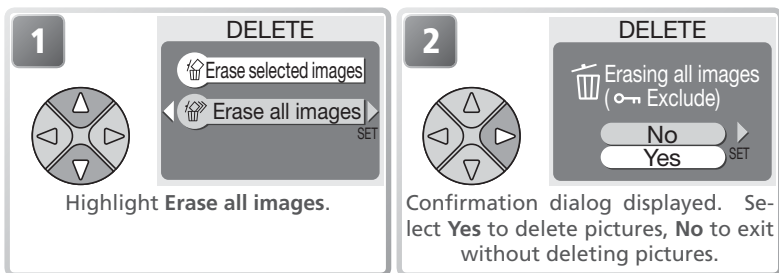 1
DELETE
Erase selected images
Erase all images
SET
Highlight Erase all images.
2
DELETE
Erasing all images
( Exclude)
No
Yes
SET
Confirmation dialog displayed. Se-
lect Yes to delete pictures, No to exit
without deleting pictures.